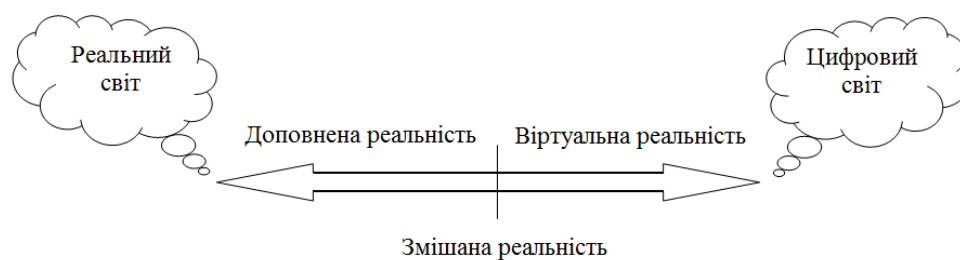 Реальний
світ
Цифровий
світ
Доповнена реальність
Віртуальна реальність
Змішана реальність